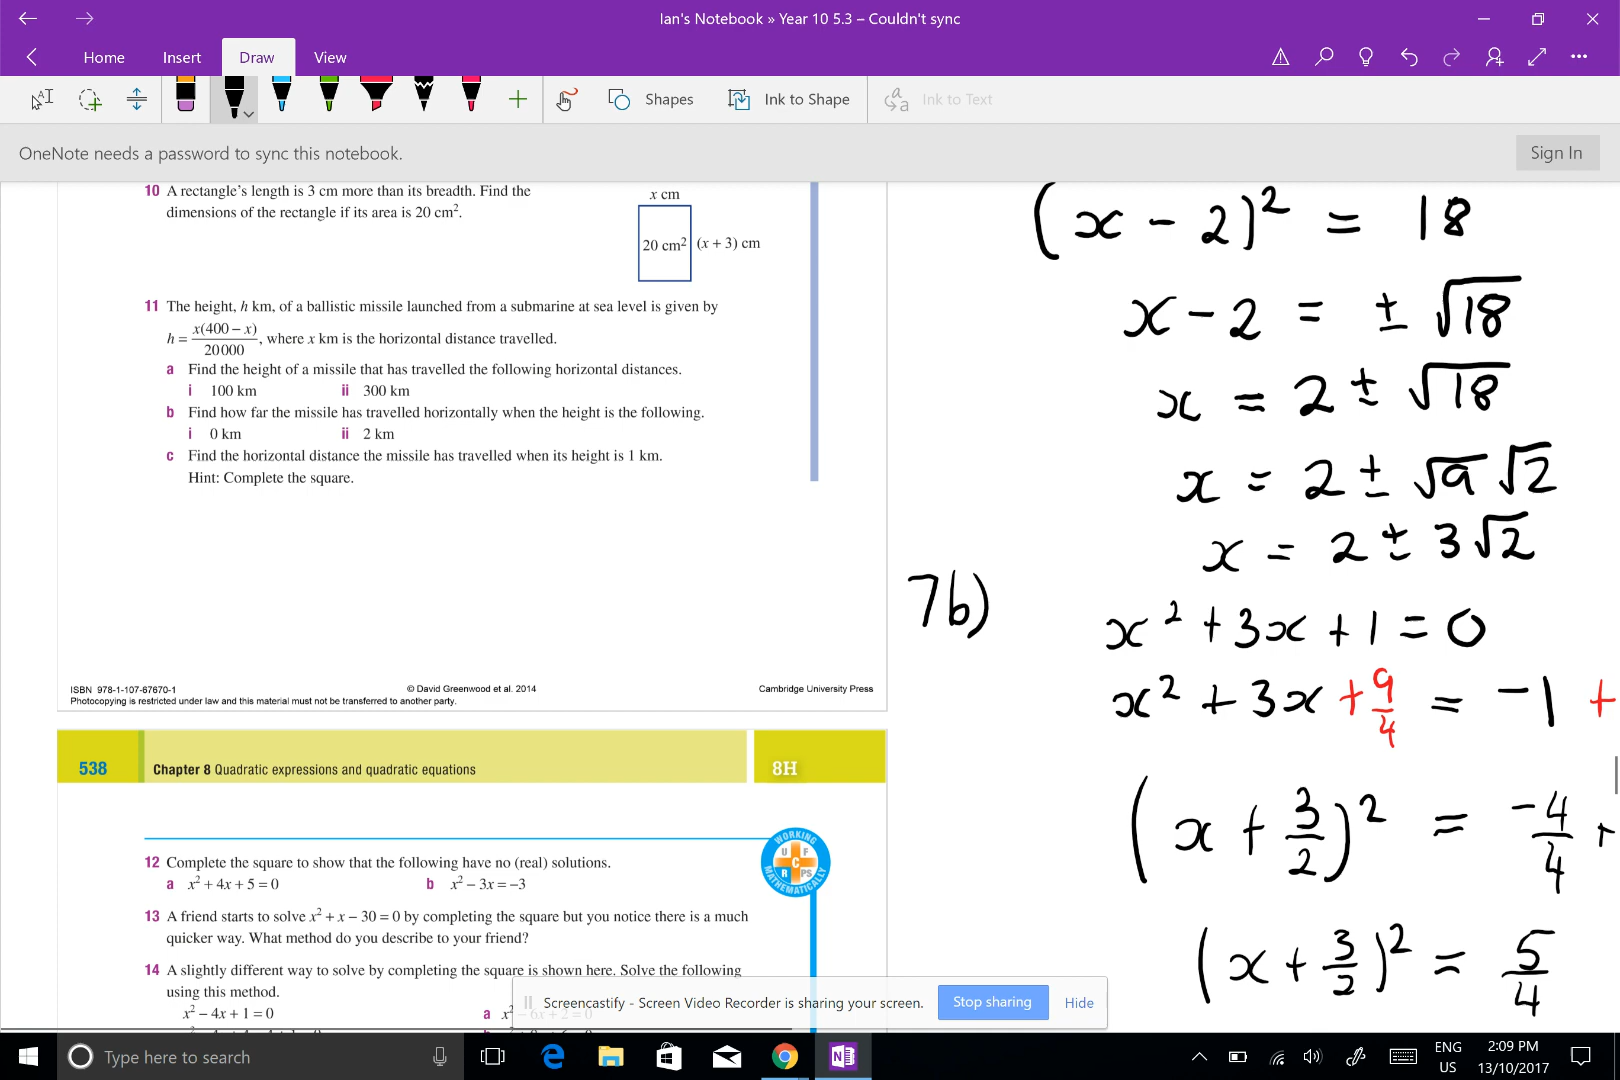 Ian's Notebook » Year 10 5.3 – Couldn't sync
Home Insert Draw View
Shapes Ink to Shape Ink to Text
OneNote needs a password to sync this notebook. Sign In
10 A rectangle's length is 3 cm more than its breadth. Find the
dimensions of the rectangle if its area is 20 cm².
x cm
20 cm² (x + 3) cm
11 The height, h km, of a ballistic missile launched from a submarine at sea level is given by
h = x(400 – x)/20 000, where x km is the horizontal distance travelled.
a Find the height of a missile that has travelled the following horizontal distances.
i 100 km ii 300 km
b Find how far the missile has travelled horizontally when the height is the following.
i 0 km ii 2 km
c Find the horizontal distance the missile has travelled when its height is 1 km.
Hint: Complete the square.
ISBN 978-1-107-67670-1 © David Greenwood et al. 2014 Cambridge University Press
Photocopying is restricted under law and this material must not be transferred to another party.
538 Chapter 8 Quadratic expressions and quadratic equations 8H
WORKING
U F
C
R PS
MATHEMATICALLY
12 Complete the square to show that the following have no (real) solutions.
a x² + 4x + 5 = 0 b x² – 3x = –3
13 A friend starts to solve x² + x – 30 = 0 by completing the square but you notice there is a much
quicker way. What method do you describe to your friend?
14 A slightly different way to solve by completing the square is shown here. Solve the following
using this method.
x² – 4x + 1 = 0 a x² – 6x + 2 = 0
(x - 2)² = 18
x - 2 = ± √18
x = 2 ± √18
x = 2 ± √9 √2
x = 2 ± 3√2
7b)
x² + 3x + 1 = 0
x² + 3x + 9/4 = -1 +
(x + 3/2)² = -4/4 +
(x + 3/2)² = 5/4
Screencastify - Screen Video Recorder is sharing your screen. Stop sharing Hide
Type here to search
ENG
US
2:09 PM
13/10/2017